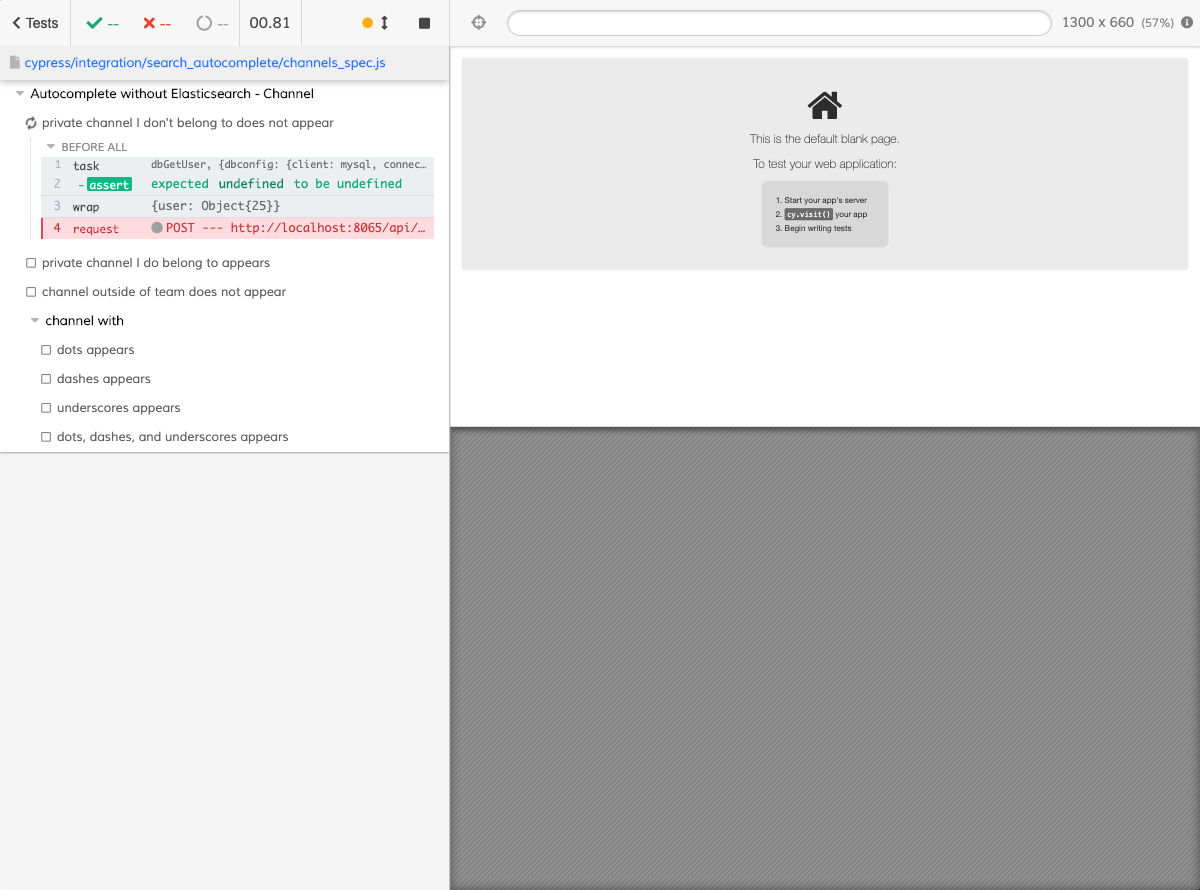 Tests -- -- -- 00.81
1300 x 660 (57%)
cypress/integration/search_autocomplete/channels_spec.js
Autocomplete without Elasticsearch - Channel
private channel I don't belong to does not appear
BEFORE ALL
1 task dbGetUser, {dbconfig: {client: mysql, connec…
2 - assert expected undefined to be undefined
3 wrap {user: Object{25}}
4 request POST --- http://localhost:8065/api/…
private channel I do belong to appears
channel outside of team does not appear
channel with
dots appears
dashes appears
underscores appears
dots, dashes, and underscores appears
This is the default blank page.
To test your web application:
1. Start your app's server
2. cy.visit() your app
3. Begin writing tests